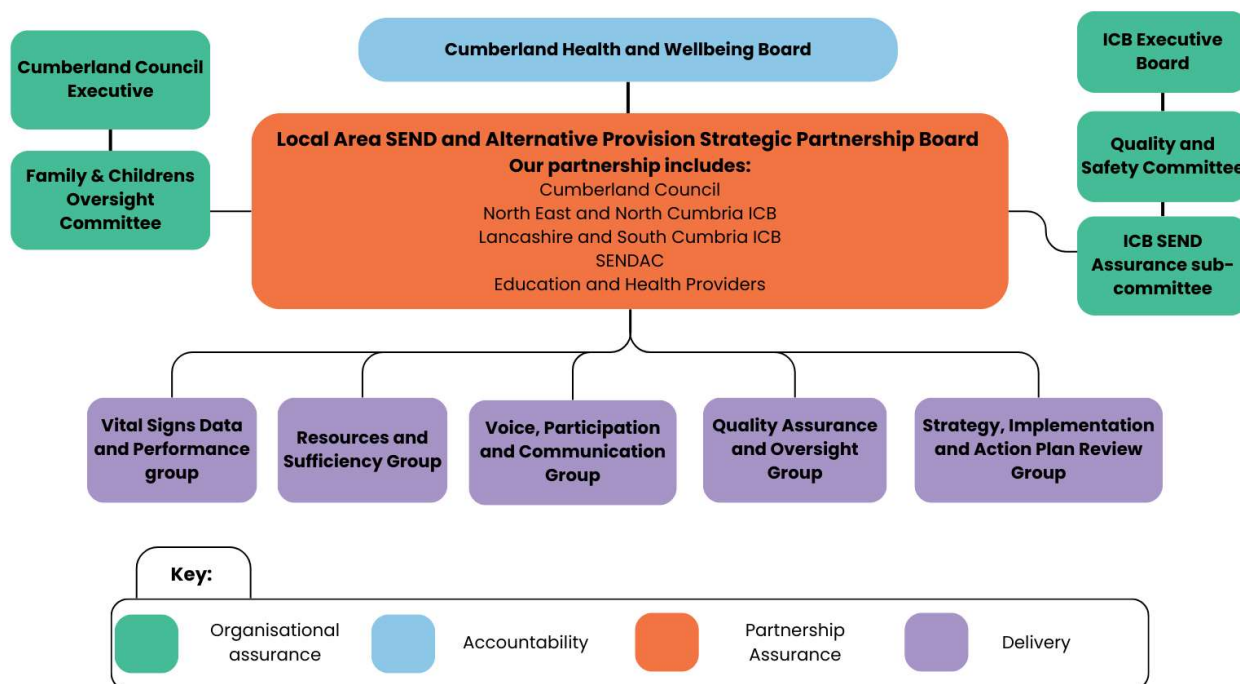 Cumberland Health and Wellbeing Board
Cumberland Council
Executive
Family & Childrens
Oversight
Committee
ICB Executive
Board
Quality and
Safety Committee
ICB SEND
Assurance sub-
committee
Local Area SEND and Alternative Provision Strategic Partnership Board
Our partnership includes:
Cumberland Council
North East and North Cumbria ICB
Lancashire and South Cumbria ICB
SENDAC
Education and Health Providers
Vital Signs Data
and Performance
group
Resources and
Sufficiency Group
Voice, Participation
and Communication
Group
Quality Assurance
and Oversight
Group
Strategy, Implementation
and Action Plan Review
Group
Key:
Organisational
assurance
Accountability
Partnership
Assurance
Delivery